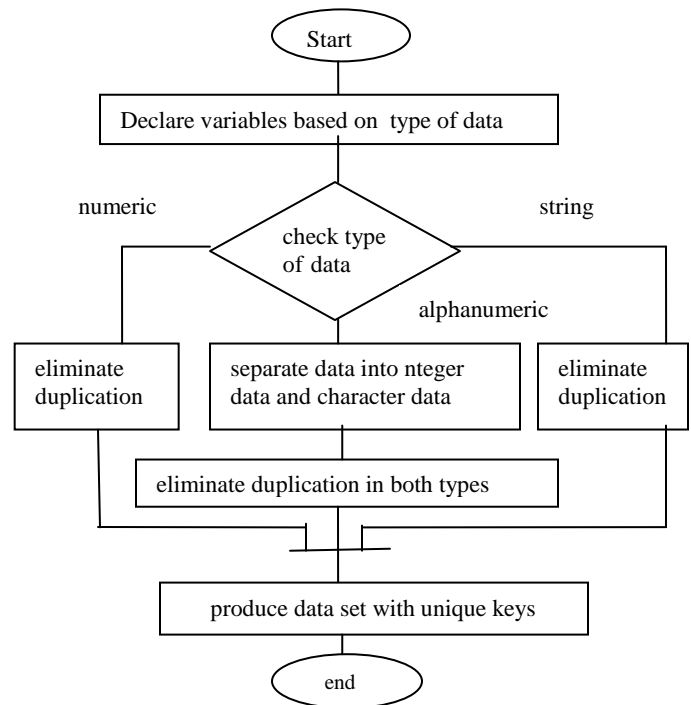 Start
Declare variables based on type of data
numeric
string
check type
of data
alphanumeric
eliminate
duplication
separate data into nteger
data and character data
eliminate
duplication
eliminate duplication in both types
produce data set with unique keys
end